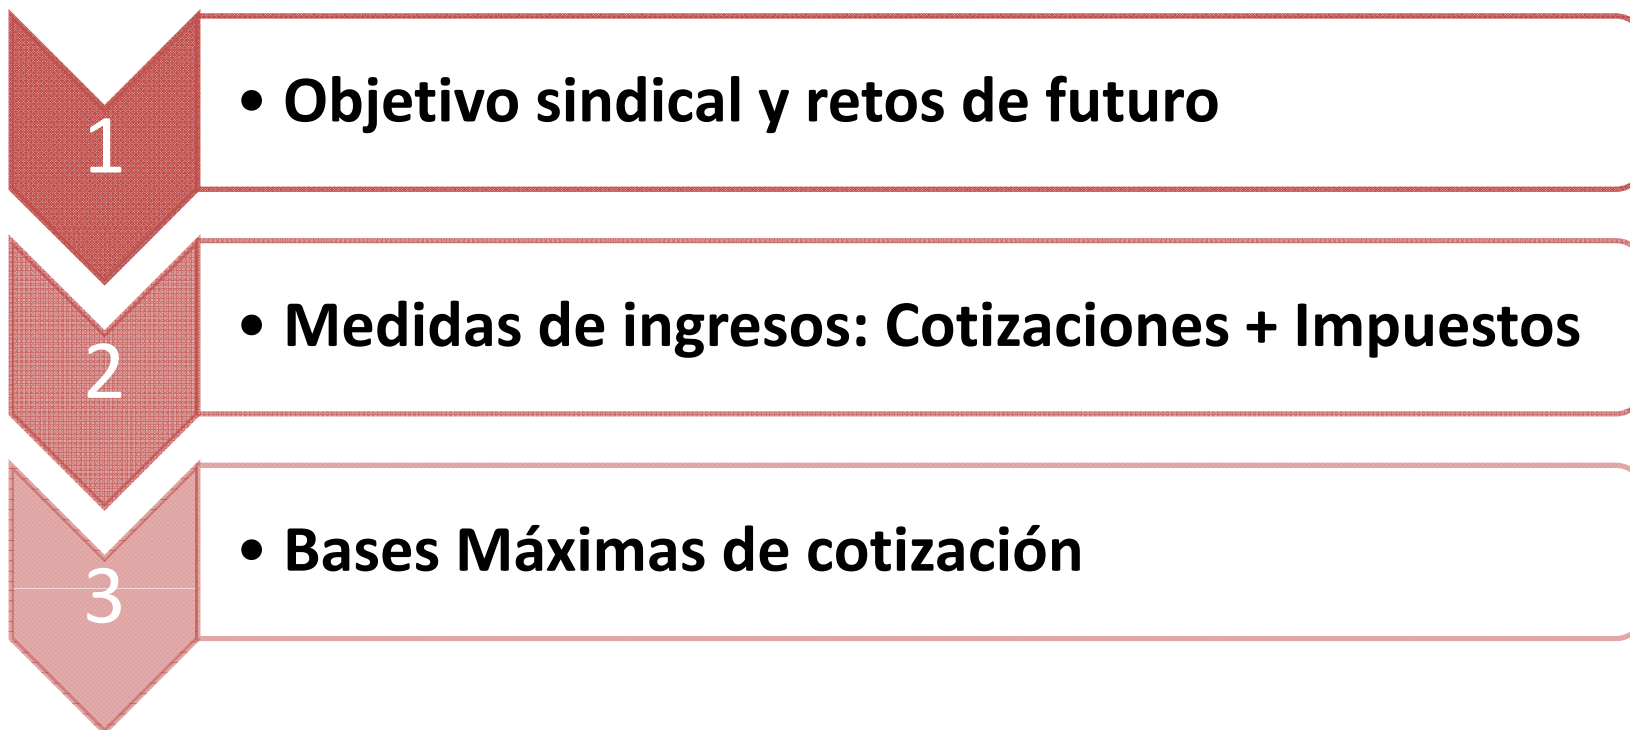 1
• Objetivo sindical y retos de futuro
2
• Medidas de ingresos: Cotizaciones + Impuestos
3
• Bases Máximas de cotización